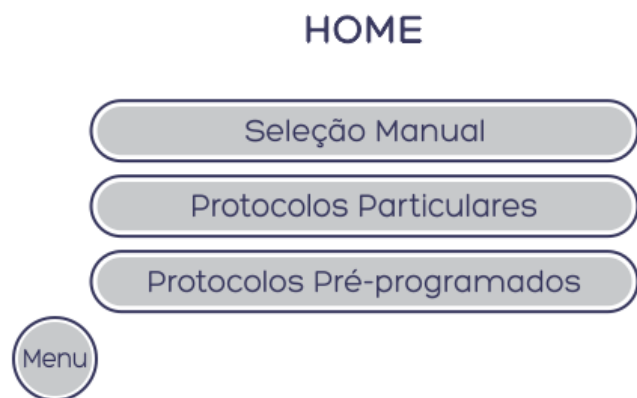 HOME
Seleção Manual
Protocolos Particulares
Protocolos Pré-programados
Menu